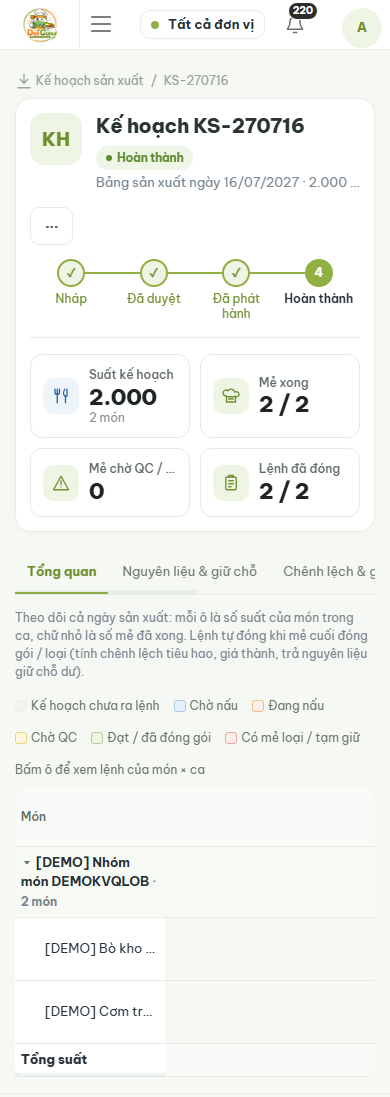 Tất cả đơn vị
220
A
Kế hoạch sản xuất / KS-270716
KH
Kế hoạch KS-270716
Hoàn thành
Bảng sản xuất ngày 16/07/2027 · 2.000 ...
...
4
Nháp
Đã duyệt
Đã phát hành
Hoàn thành
Suất kế hoạch
2.000
2 món
Mẻ xong
2 / 2
Mẻ chờ QC / ...
0
Lệnh đã đóng
2 / 2
Tổng quan
Nguyên liệu & giữ chỗ
Chênh lệch & g
Theo dõi cả ngày sản xuất: mỗi ô là số suất của món trong
ca, chữ nhỏ là số mẻ đã xong. Lệnh tự đóng khi mẻ cuối đóng
gói / loại (tính chênh lệch tiêu hao, giá thành, trả nguyên liệu
giữ chỗ dư).
Kế hoạch chưa ra lệnh
Chờ nấu
Đang nấu
Chờ QC
Đạt / đã đóng gói
Có mẻ loại / tạm giữ
Bấm ô để xem lệnh của món × ca
Món
[DEMO] Nhóm
món DEMOKVQLOB ·
2 món
[DEMO] Bò kho ...
[DEMO] Cơm tr...
Tổng suất